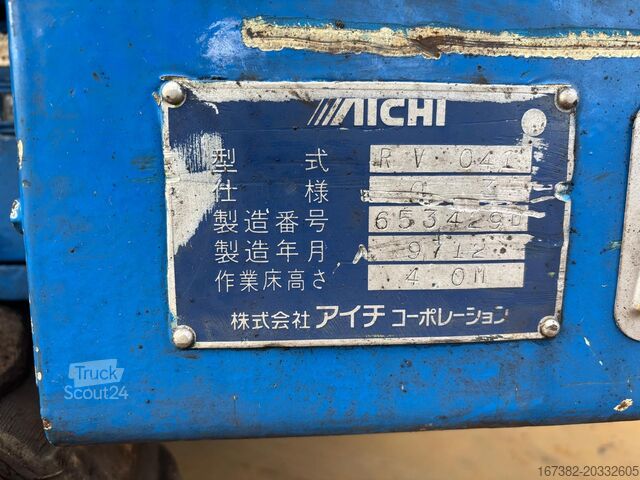 AICHI
型 式 RV 041
仕 様
製造番号 653429
製造年月 9712
作業床高さ 4.0M
株式会社 アイチ コーポレーション
Truck
Scout24
167382-20332605